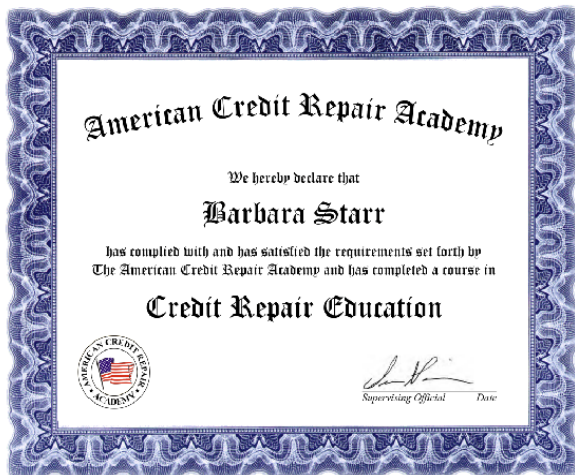 American Credit Repair Academy
We hereby declare that
Barbara Starr
has complied with and has satisfied the requirements set forth by
The American Credit Repair Academy and has completed a course in
Credit Repair Education
AMERICAN CREDIT REPAIR
ACADEMY
Supervising Official Date